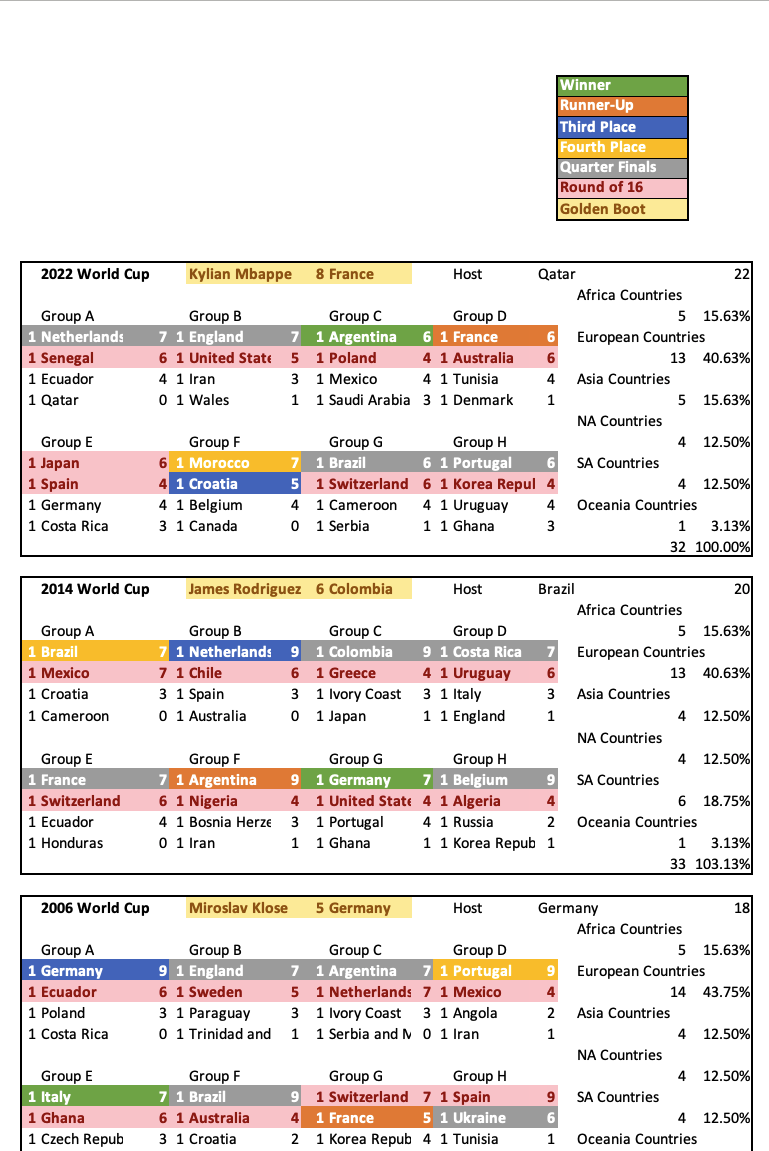 Winner
Runner-Up
Third Place
Fourth Place
Quarter Finals
Round of 16
Golden Boot
2022 World Cup Kylian Mbappe 8 France Host Qatar 22
Africa Countries
Group A Group B Group C Group D 5 15.63%
1 Netherlands 7 1 England 7 1 Argentina 6 1 France 6 European Countries
1 Senegal 6 1 United State 5 1 Poland 4 1 Australia 6 13 40.63%
1 Ecuador 4 1 Iran 3 1 Mexico 4 1 Tunisia 4 Asia Countries
1 Qatar 0 1 Wales 1 1 Saudi Arabia 3 1 Denmark 1 5 15.63%
NA Countries
Group E Group F Group G Group H 4 12.50%
1 Japan 6 1 Morocco 7 1 Brazil 6 1 Portugal 6 SA Countries
1 Spain 4 1 Croatia 5 1 Switzerland 6 1 Korea Repul 4 4 12.50%
1 Germany 4 1 Belgium 4 1 Cameroon 4 1 Uruguay 4 Oceania Countries
1 Costa Rica 3 1 Canada 0 1 Serbia 1 1 Ghana 3 1 3.13%
32 100.00%
2014 World Cup James Rodriguez 6 Colombia Host Brazil 20
Africa Countries
Group A Group B Group C Group D 5 15.63%
1 Brazil 7 1 Netherlands 9 1 Colombia 9 1 Costa Rica 7 European Countries
1 Mexico 7 1 Chile 6 1 Greece 4 1 Uruguay 6 13 40.63%
1 Croatia 3 1 Spain 3 1 Ivory Coast 3 1 Italy 3 Asia Countries
1 Cameroon 0 1 Australia 0 1 Japan 1 1 England 1 4 12.50%
NA Countries
Group E Group F Group G Group H 4 12.50%
1 France 7 1 Argentina 9 1 Germany 7 1 Belgium 9 SA Countries
1 Switzerland 6 1 Nigeria 4 1 United State 4 1 Algeria 4 6 18.75%
1 Ecuador 4 1 Bosnia Herze 3 1 Portugal 4 1 Russia 2 Oceania Countries
1 Honduras 0 1 Iran 1 1 Ghana 1 1 Korea Repub 1 1 3.13%
33 103.13%
2006 World Cup Miroslav Klose 5 Germany Host Germany 18
Africa Countries
Group A Group B Group C Group D 5 15.63%
1 Germany 9 1 England 7 1 Argentina 7 1 Portugal 9 European Countries
1 Ecuador 6 1 Sweden 5 1 Netherlands 7 1 Mexico 4 14 43.75%
1 Poland 3 1 Paraguay 3 1 Ivory Coast 3 1 Angola 2 Asia Countries
1 Costa Rica 0 1 Trinidad and 1 1 Serbia and M 0 1 Iran 1 4 12.50%
NA Countries
Group E Group F Group G Group H 4 12.50%
1 Italy 7 1 Brazil 9 1 Switzerland 7 1 Spain 9 SA Countries
1 Ghana 6 1 Australia 4 1 France 5 1 Ukraine 6 4 12.50%
1 Czech Repub 3 1 Croatia 2 1 Korea Repub 4 1 Tunisia 1 Oceania Countries